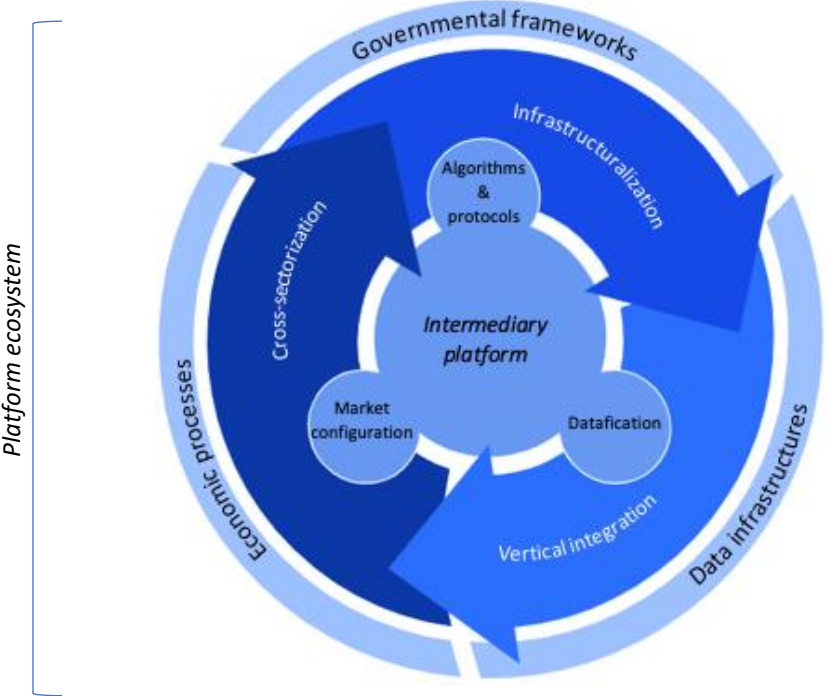 Platform ecosystem
Governmental frameworks
Infrastructuralization
Algorithms
&
protocols
Cross-sectorization
Intermediary
platform
Market
configuration
Datafication
Vertical integration
Economic processes
Data infrastructures